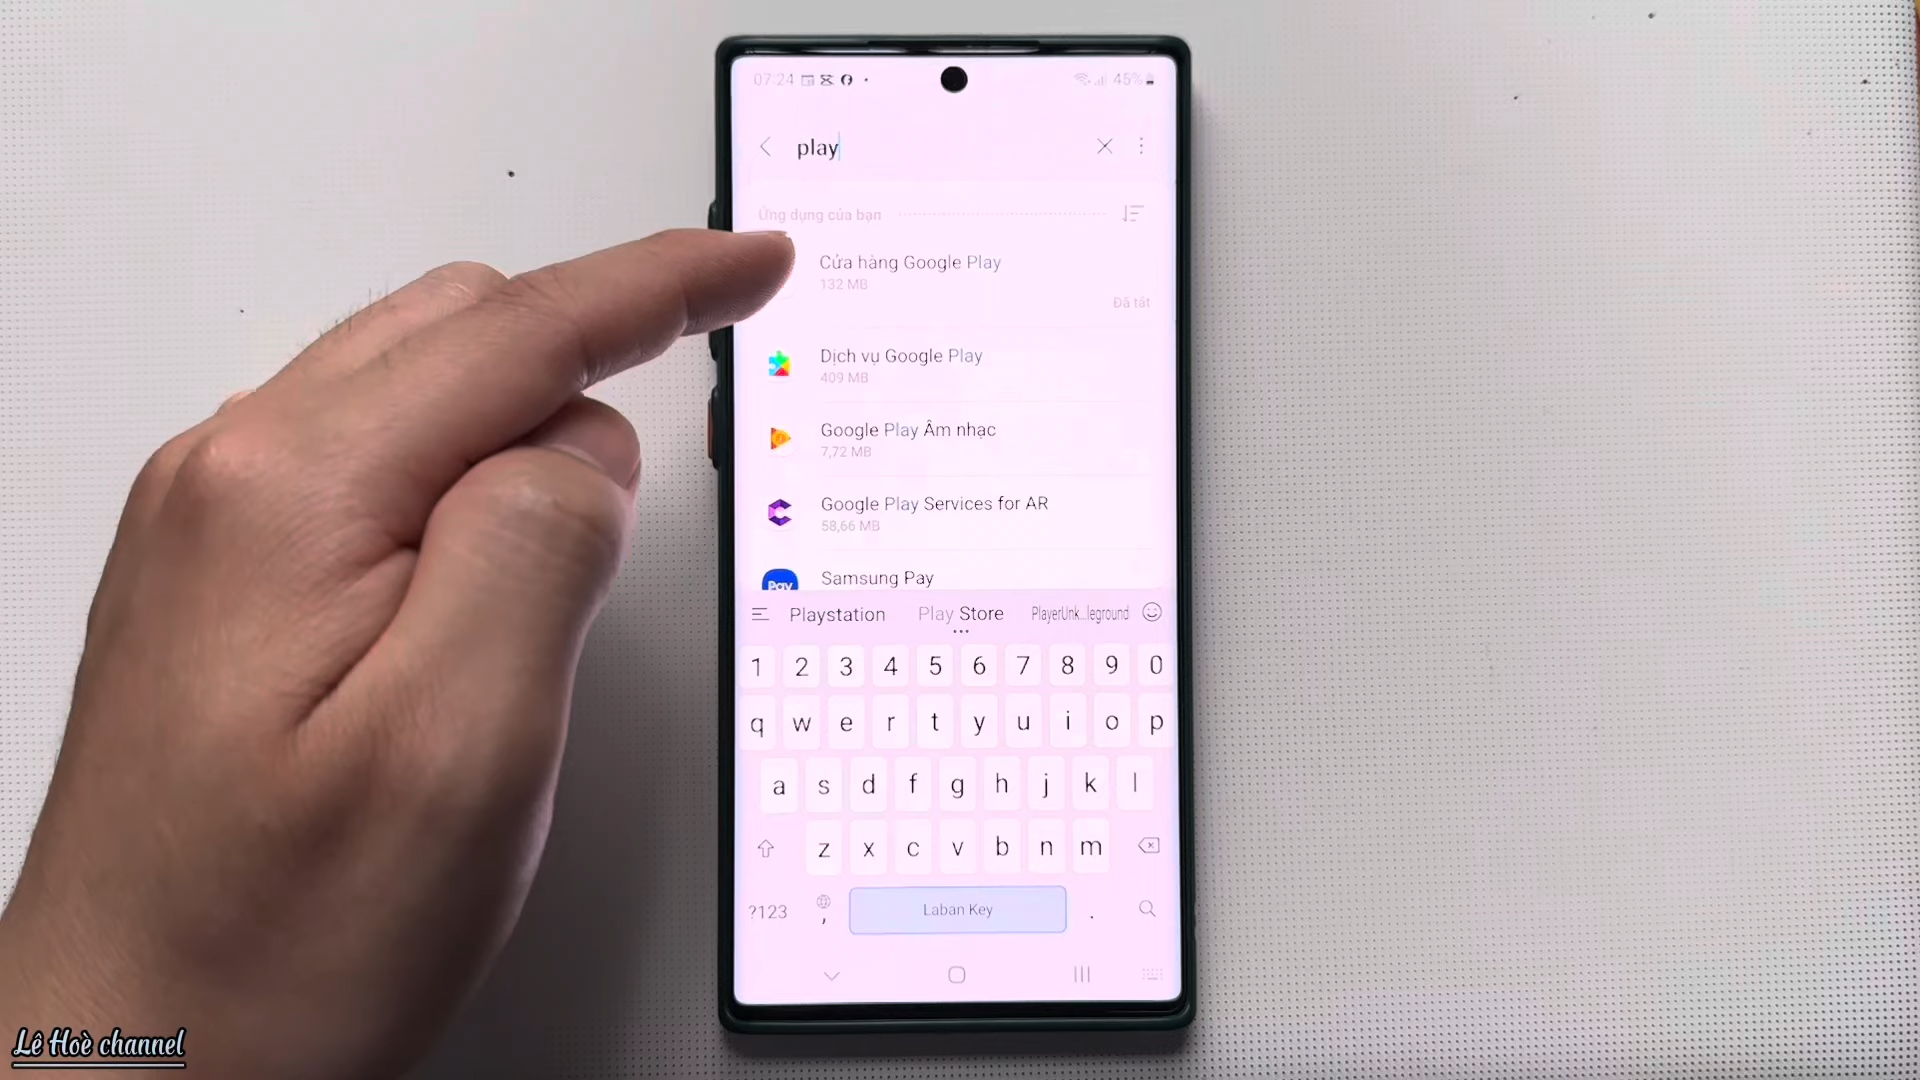 07:24
45%
play
Ứng dụng của bạn
Cửa hàng Google Play
132 MB
Đã tắt
Dịch vụ Google Play
409 MB
Google Play Âm nhạc
7,72 MB
Google Play Services for AR
58,66 MB
Pay
Samsung Pay
Playstation
Play Store
PlayerUnk...leground
1 2 3 4 5 6 7 8 9 0
q w e r t y u i o p
a s d f g h j k l
z x c v b n m
?123
,
Laban Key
.
Lê Hoè channel